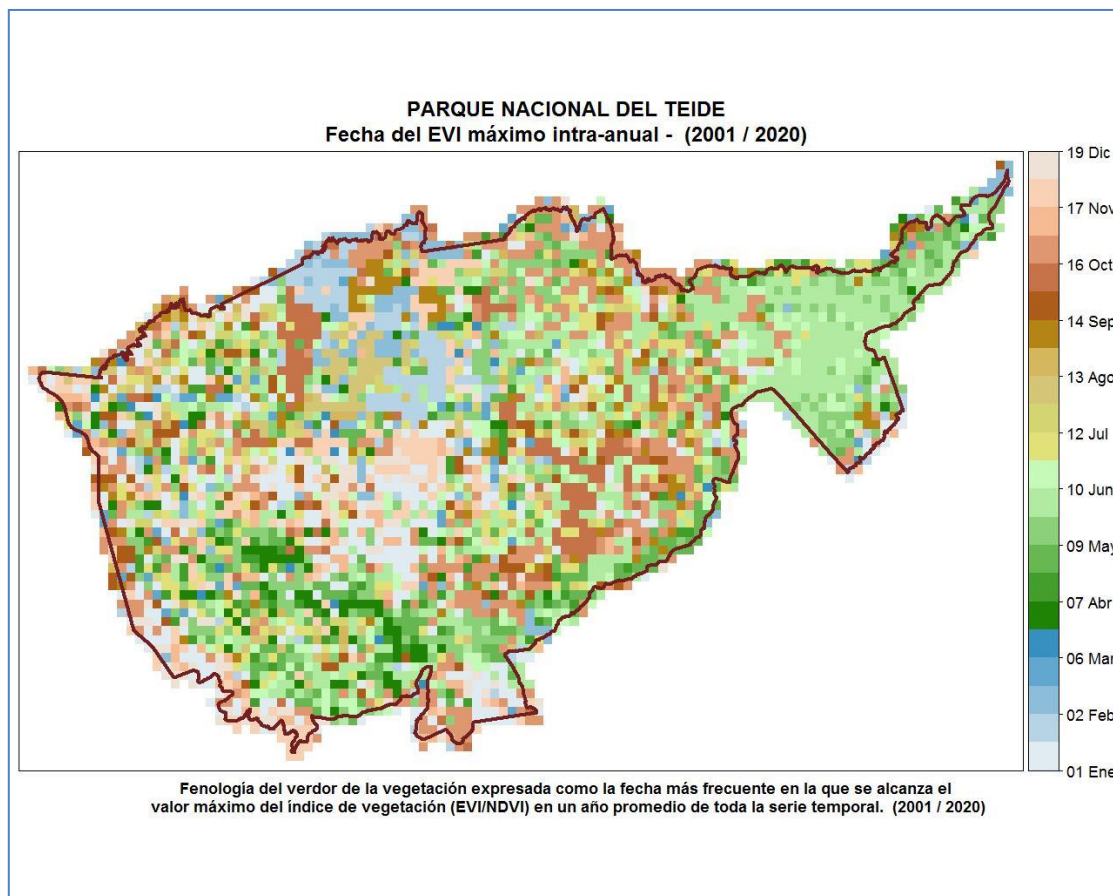 PARQUE NACIONAL DEL TEIDE
Fecha del EVI máximo intra-anual - (2001 / 2020)
19 Dic
17 Nov
16 Oct
14 Sep
13 Ago
12 Jul
10 Jun
09 May
07 Abr
06 Mar
02 Feb
01 Ene
Fenología del verdor de la vegetación expresada como la fecha más frecuente en la que se alcanza el
valor máximo del índice de vegetación (EVI/NDVI) en un año promedio de toda la serie temporal. (2001 / 2020)